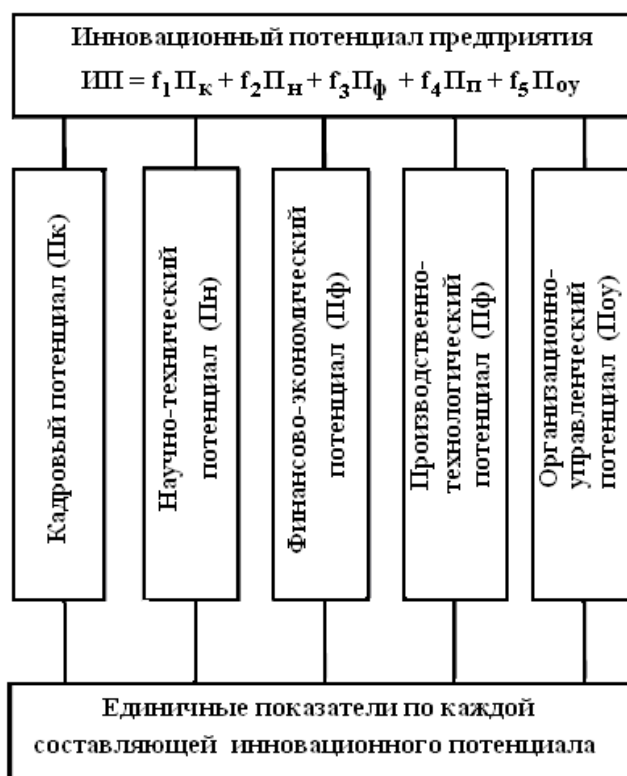 Инновационный потенциал предприятия
ИП = f₁Пк + f₂Пн + f₃Пф + f₄Пп + f₅Поу
Кадровый потенциал (Пк)
Научно-технический
потенциал (Пн)
Финансово-экономический
потенциал (Пф)
Производственно-
технологический
потенциал (Пф)
Организационно-
управленческий
потенциал (Поу)
Единичные показатели по каждой
составляющей инновационного потенциала